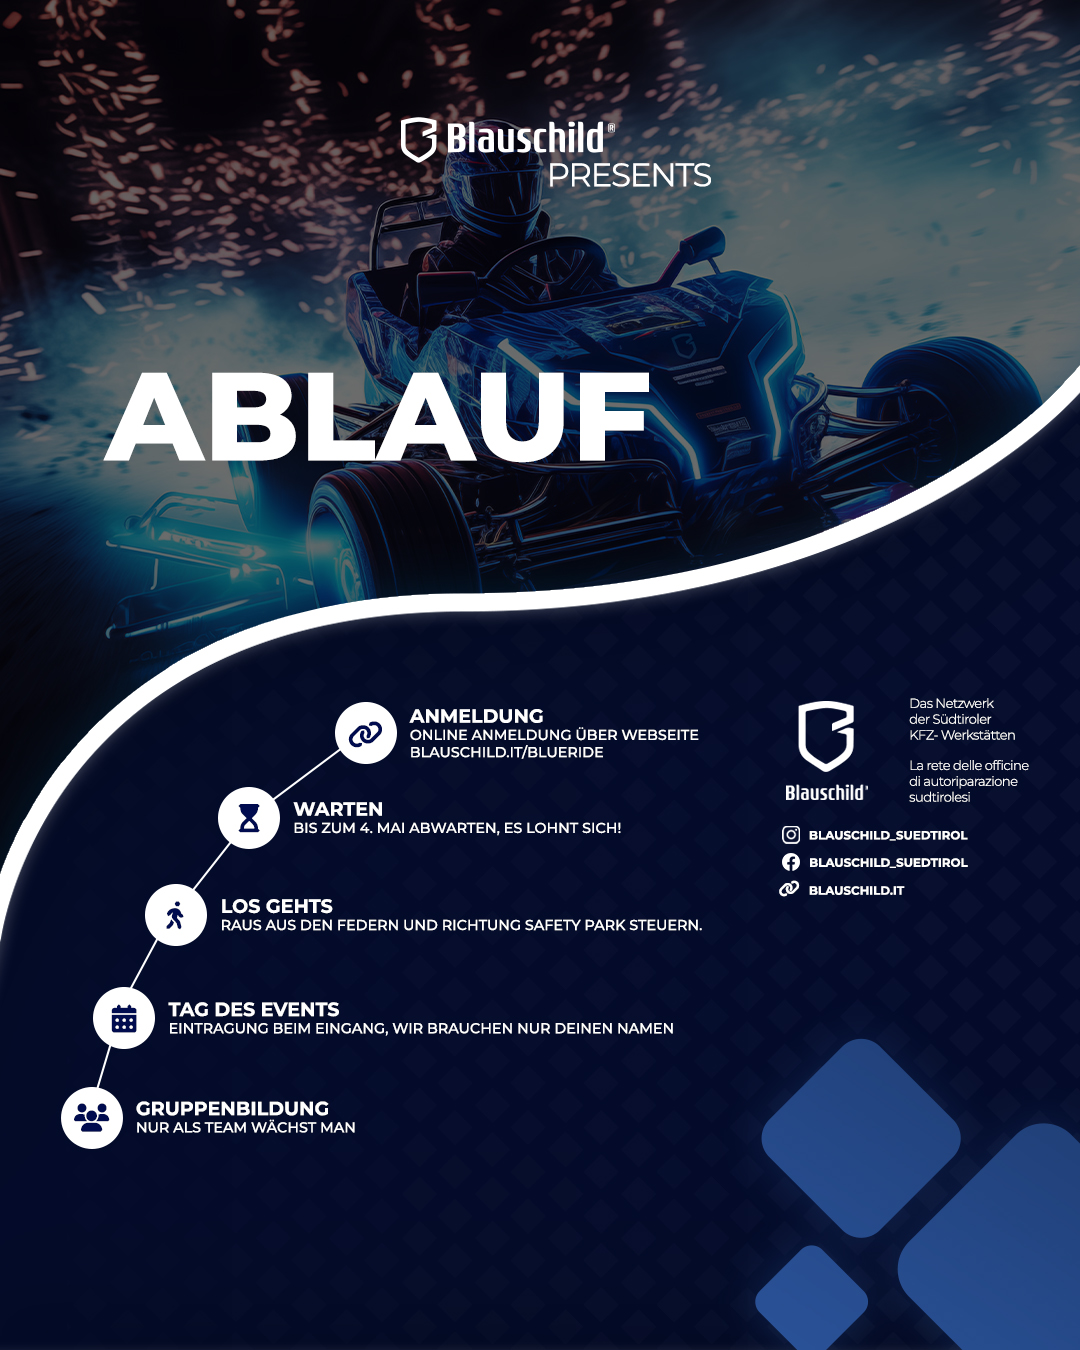 Blauschild®
PRESENTS
ABLAUF
ANMELDUNG
ONLINE ANMELDUNG ÜBER WEBSEITE
BLAUSCHILD.IT/BLUERIDE
WARTEN
BIS ZUM 4. MAI ABWARTEN, ES LOHNT SICH!
LOS GEHTS
RAUS AUS DEN FEDERN UND RICHTUNG SAFETY PARK STEUERN.
TAG DES EVENTS
EINTRAGUNG BEIM EINGANG, WIR BRAUCHEN NUR DEINEN NAMEN
GRUPPENBILDUNG
NUR ALS TEAM WÄCHST MAN
Blauschild®
Das Netzwerk
der Südtiroler
KFZ- Werkstätten
La rete delle officine
di autoriparazione
sudtirolesi
BLAUSCHILD_SUEDTIROL
BLAUSCHILD_SUEDTIROL
BLAUSCHILD.IT